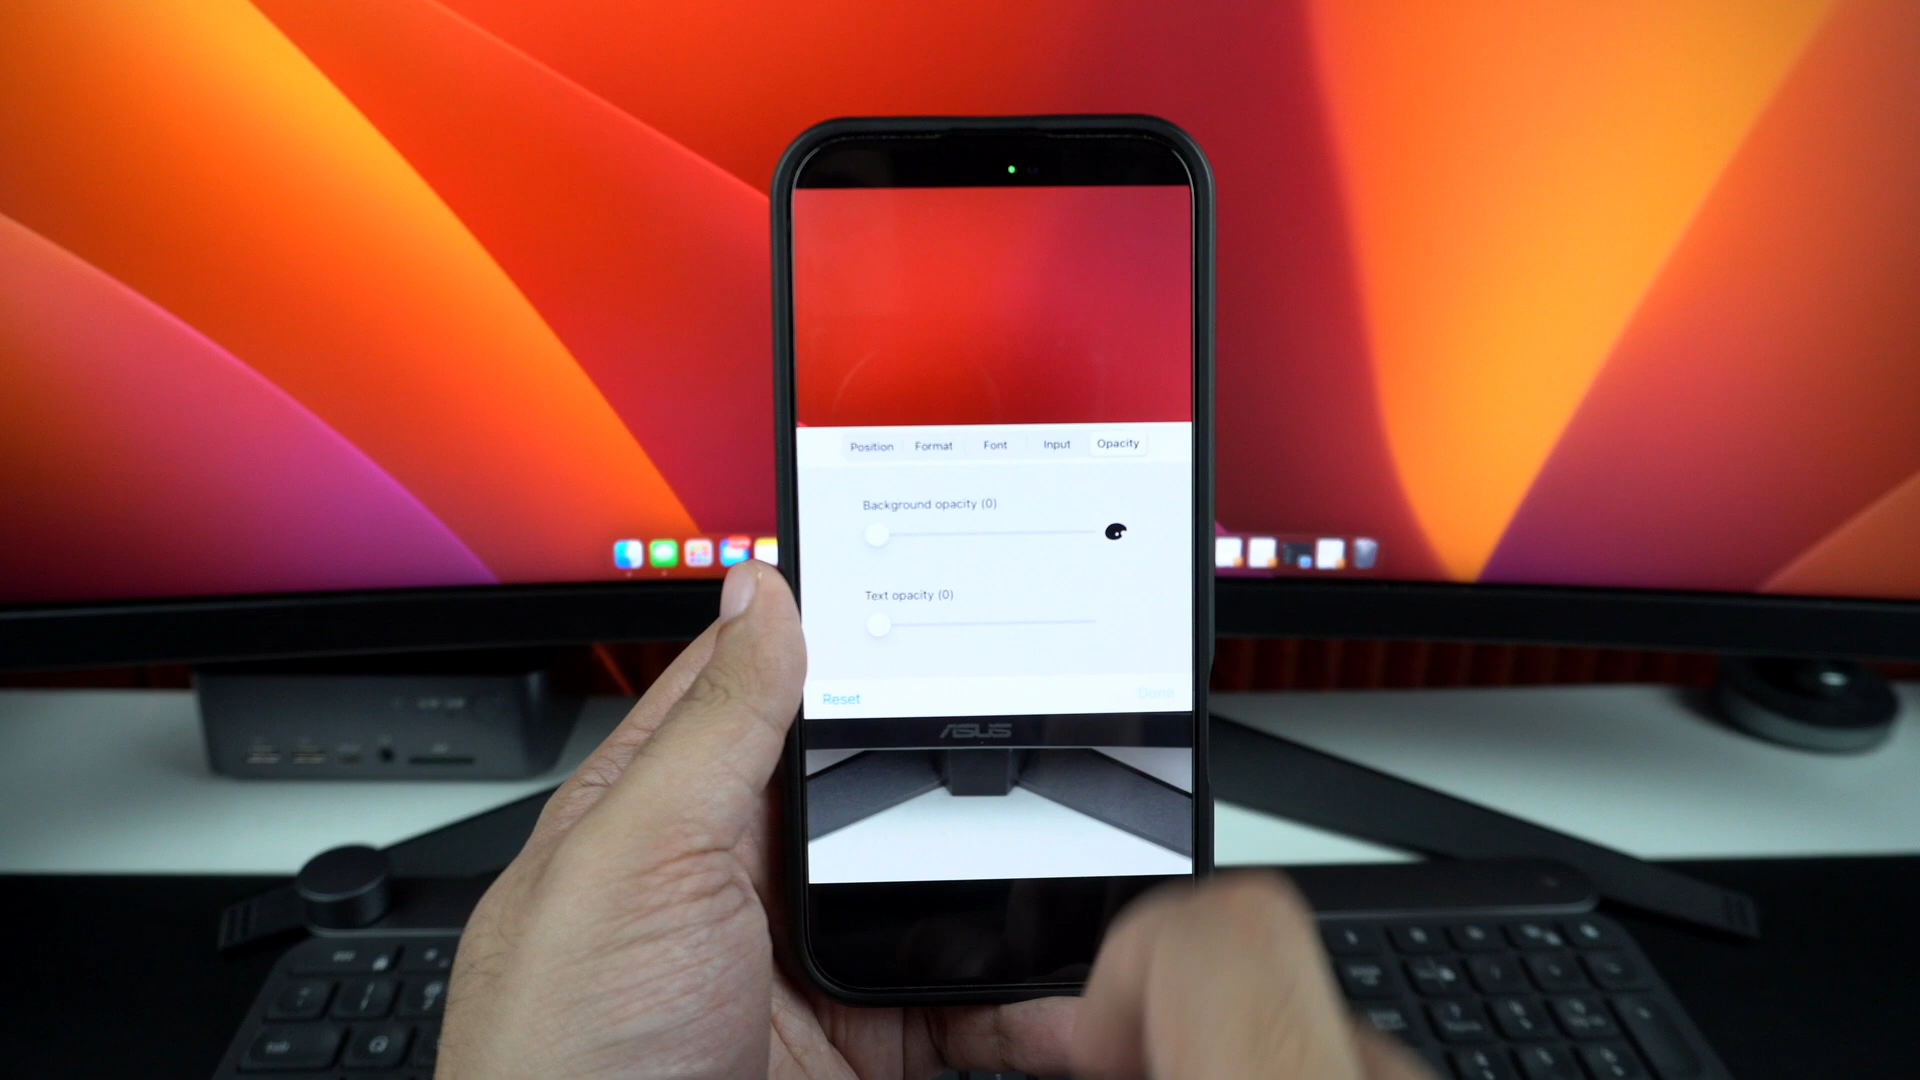 Position Format Font Input Opacity
Background opacity (0)
Text opacity (0)
Reset Done
ASUS